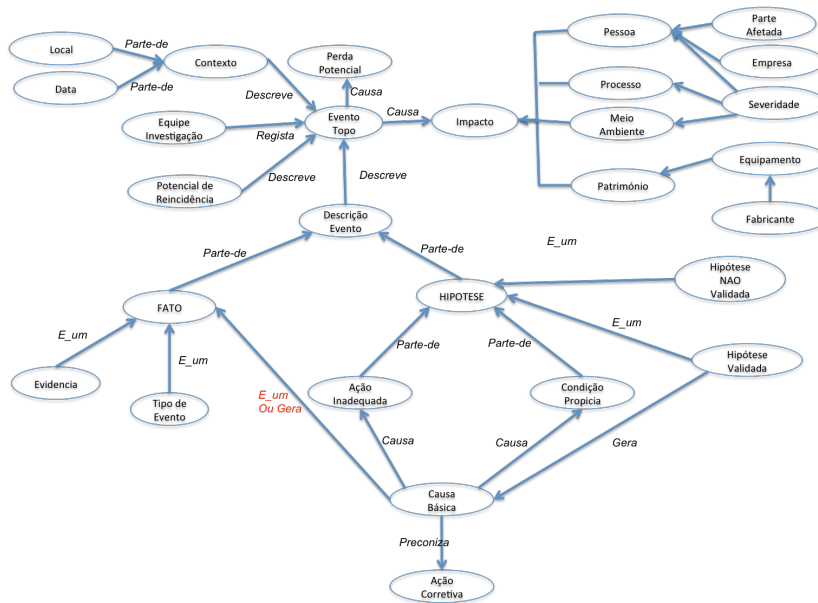 Parte
Afetada
Pessoa
Local
Parte-de
Perda
Potencial
Contexto
Empresa
Data
Parte-de
Descreve
Causa
Processo
Severidade
Equipe
Investigação
Regista
Evento
Topo
Causa
Impacto
Meio
Ambiente
Potencial de
Reincidência
Descreve
Descreve
Património
Equipamento
Descrição
Evento
Fabricante
Parte-de
Parte-de
E_um
Hipótese
NAO
Validada
FATO
HIPOTESE
E_um
E_um
E_um
Parte-de
Parte-de
Hipótese
Validada
Evidencia
Tipo de
Evento
E_um
Ou Gera
Ação
Inadequada
Condição
Propicia
Causa
Causa
Gera
Causa
Básica
Preconiza
Ação
Corretiva